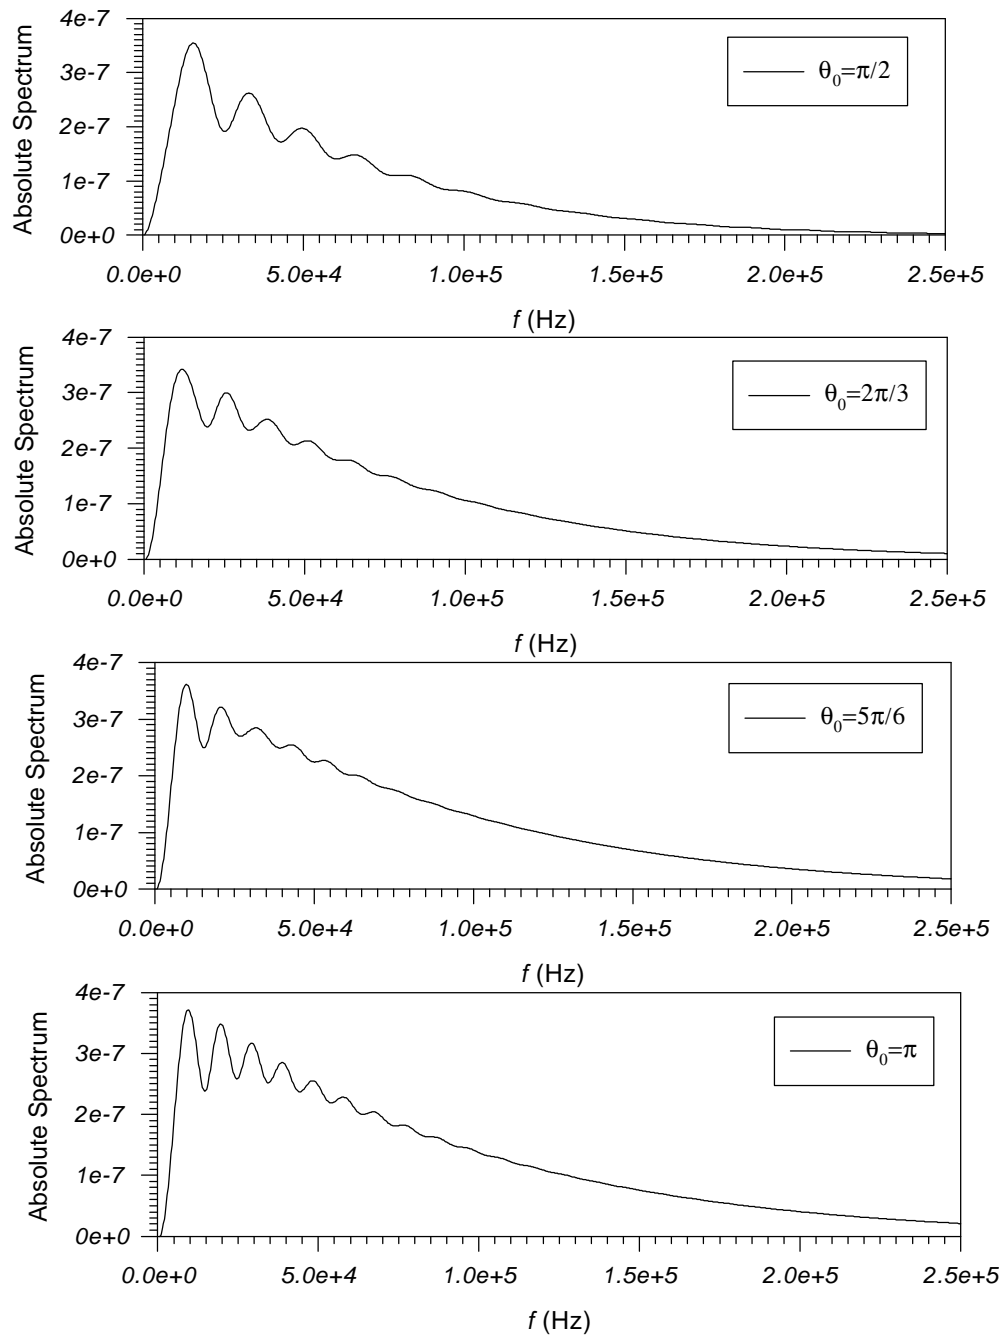 4e-7
3e-7
2e-7
1e-7
0e+0
Absolute Spectrum
θ0=π/2
0.0e+0 5.0e+4 1.0e+5 1.5e+5 2.0e+5 2.5e+5
f (Hz)
4e-7
3e-7
2e-7
1e-7
0e+0
Absolute Spectrum
θ0=2π/3
0.0e+0 5.0e+4 1.0e+5 1.5e+5 2.0e+5 2.5e+5
f (Hz)
4e-7
3e-7
2e-7
1e-7
0e+0
Absolute Spectrum
θ0=5π/6
0.0e+0 5.0e+4 1.0e+5 1.5e+5 2.0e+5 2.5e+5
f (Hz)
4e-7
3e-7
2e-7
1e-7
0e+0
Absolute Spectrum
θ0=π
0.0e+0 5.0e+4 1.0e+5 1.5e+5 2.0e+5 2.5e+5
f (Hz)